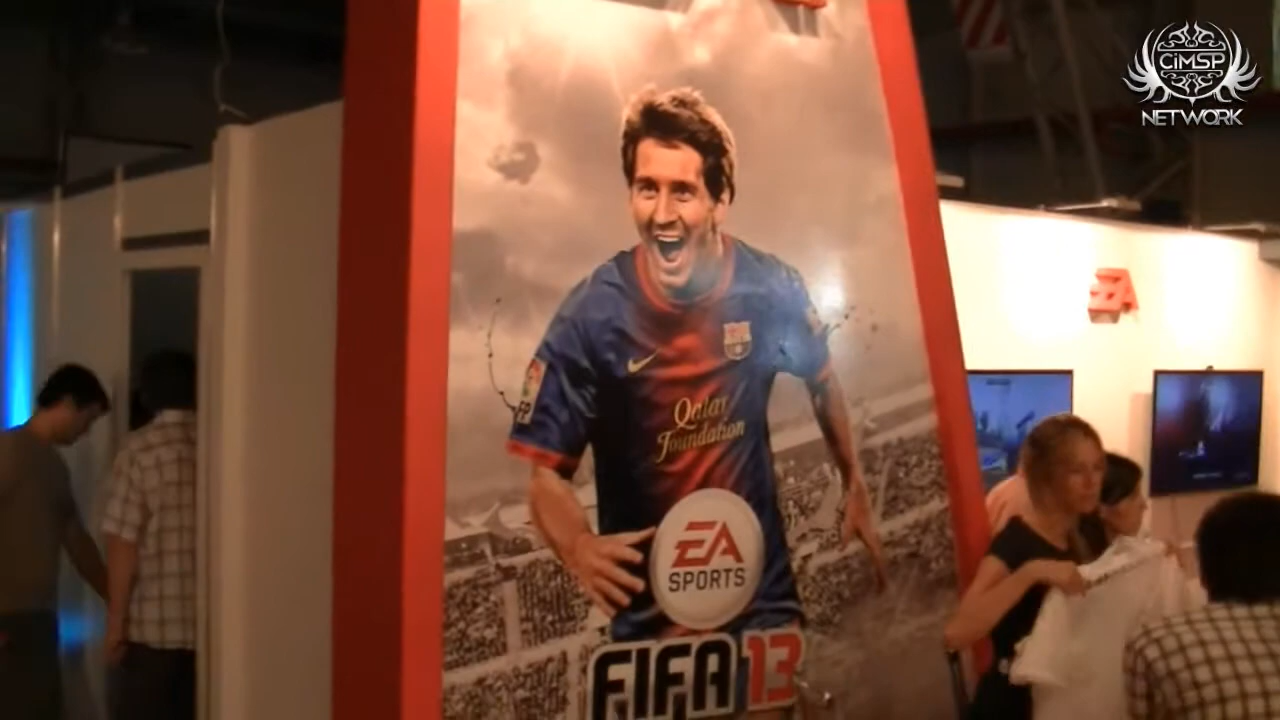 CiMSP
NETWORK
EA
Qatar
Foundation
EA
SPORTS
FIFA 13